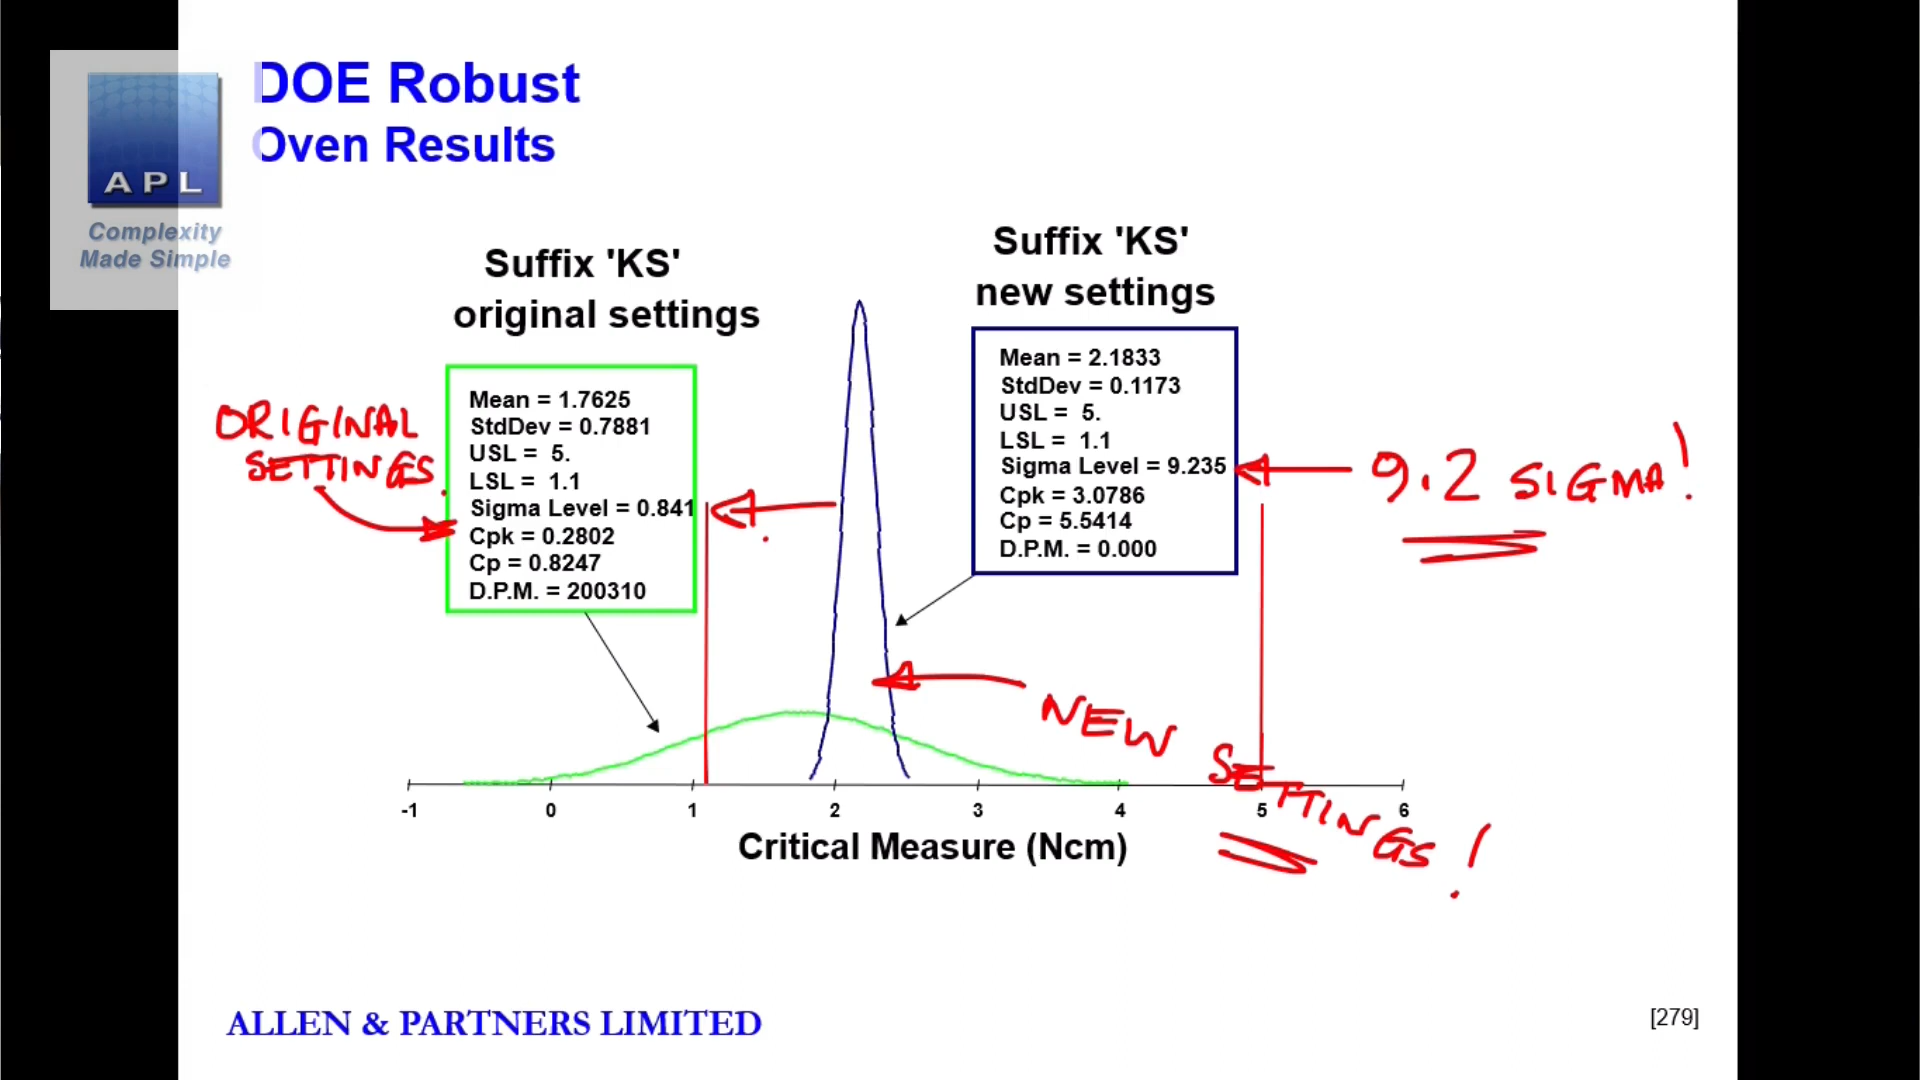 DOE Robust
Oven Results
APL
Complexity
Made Simple
Suffix 'KS'
original settings
Suffix 'KS'
new settings
Mean = 1.7625
StdDev = 0.7881
USL = 5.
LSL = 1.1
Sigma Level = 0.841
Cpk = 0.2802
Cp = 0.8247
D.P.M. = 200310
Mean = 2.1833
StdDev = 0.1173
USL = 5.
LSL = 1.1
Sigma Level = 9.235
Cpk = 3.0786
Cp = 5.5414
D.P.M. = 0.000
ORIGINAL
SETTINGS.
9.2 SIGMA!
NEW SETTINGS!
-1 0 1 2 3 4 5 6
Critical Measure (Ncm)
ALLEN & PARTNERS LIMITED
[279]